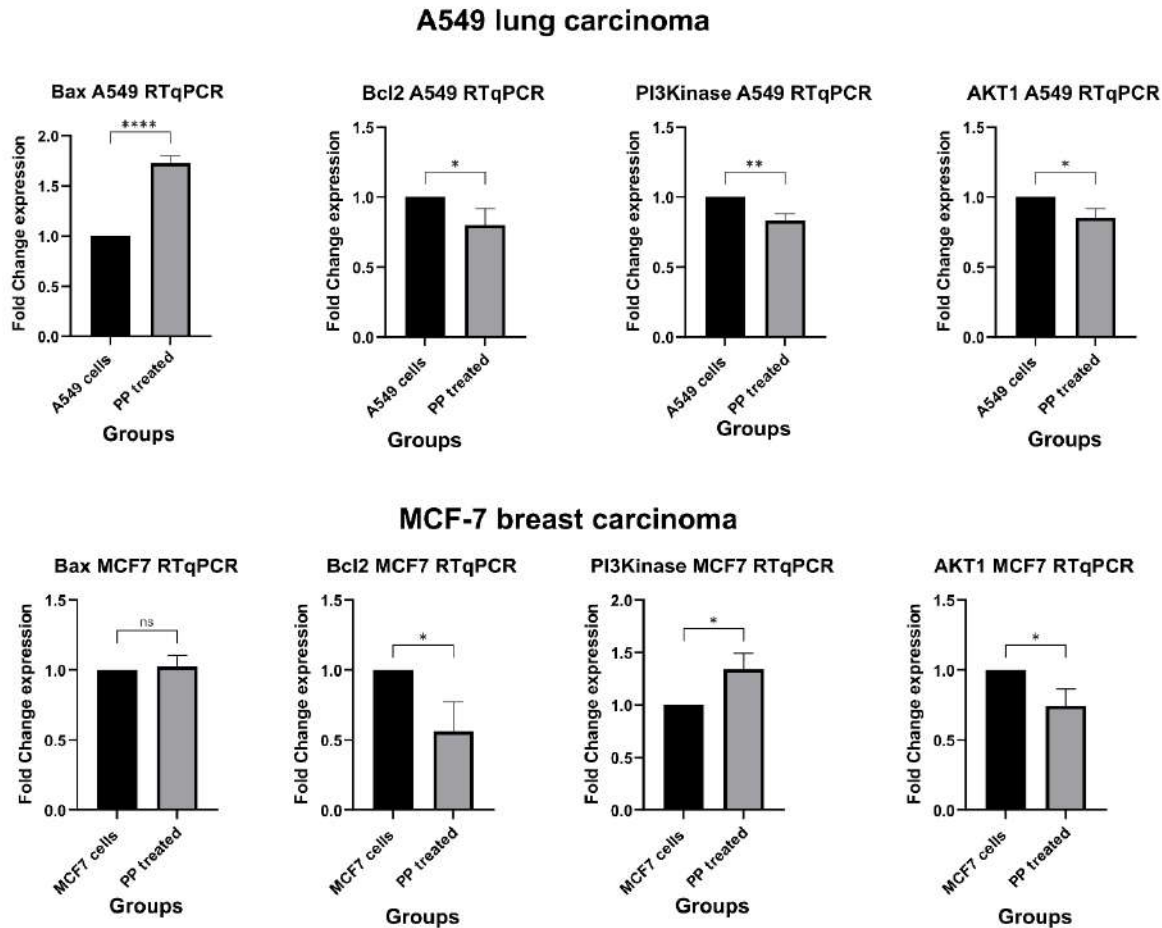 A549 lung carcinoma
Bax A549 RTqPCR
Fold Change expression
2.0
1.5
1.0
0.5
0.0
****
A549 cells
PP treated
Groups
Bcl2 A549 RTqPCR
Fold Change expression
1.5
1.0
0.5
0.0
*
A549 cells
PP treated
Groups
PI3Kinase A549 RTqPCR
Fold Change expression
1.5
1.0
0.5
0.0
**
A549 cells
PP treated
Groups
AKT1 A549 RTqPCR
Fold Change expression
1.5
1.0
0.5
0.0
*
A549 cells
PP treated
Groups
MCF-7 breast carcinoma
Bax MCF7 RTqPCR
Fold Change expression
1.5
1.0
0.5
0.0
ns
MCF7 cells
PP treated
Groups
Bcl2 MCF7 RTqPCR
Fold Change expression
1.5
1.0
0.5
0.0
*
MCF7 cells
PP treated
Groups
PI3Kinase MCF7 RTqPCR
Fold Change expression
2.0
1.5
1.0
0.5
0.0
*
MCF7 cells
PP treated
Groups
AKT1 MCF7 RTqPCR
Fold Change expression
1.5
1.0
0.5
0.0
*
MCF7 cells
PP treated
Groups